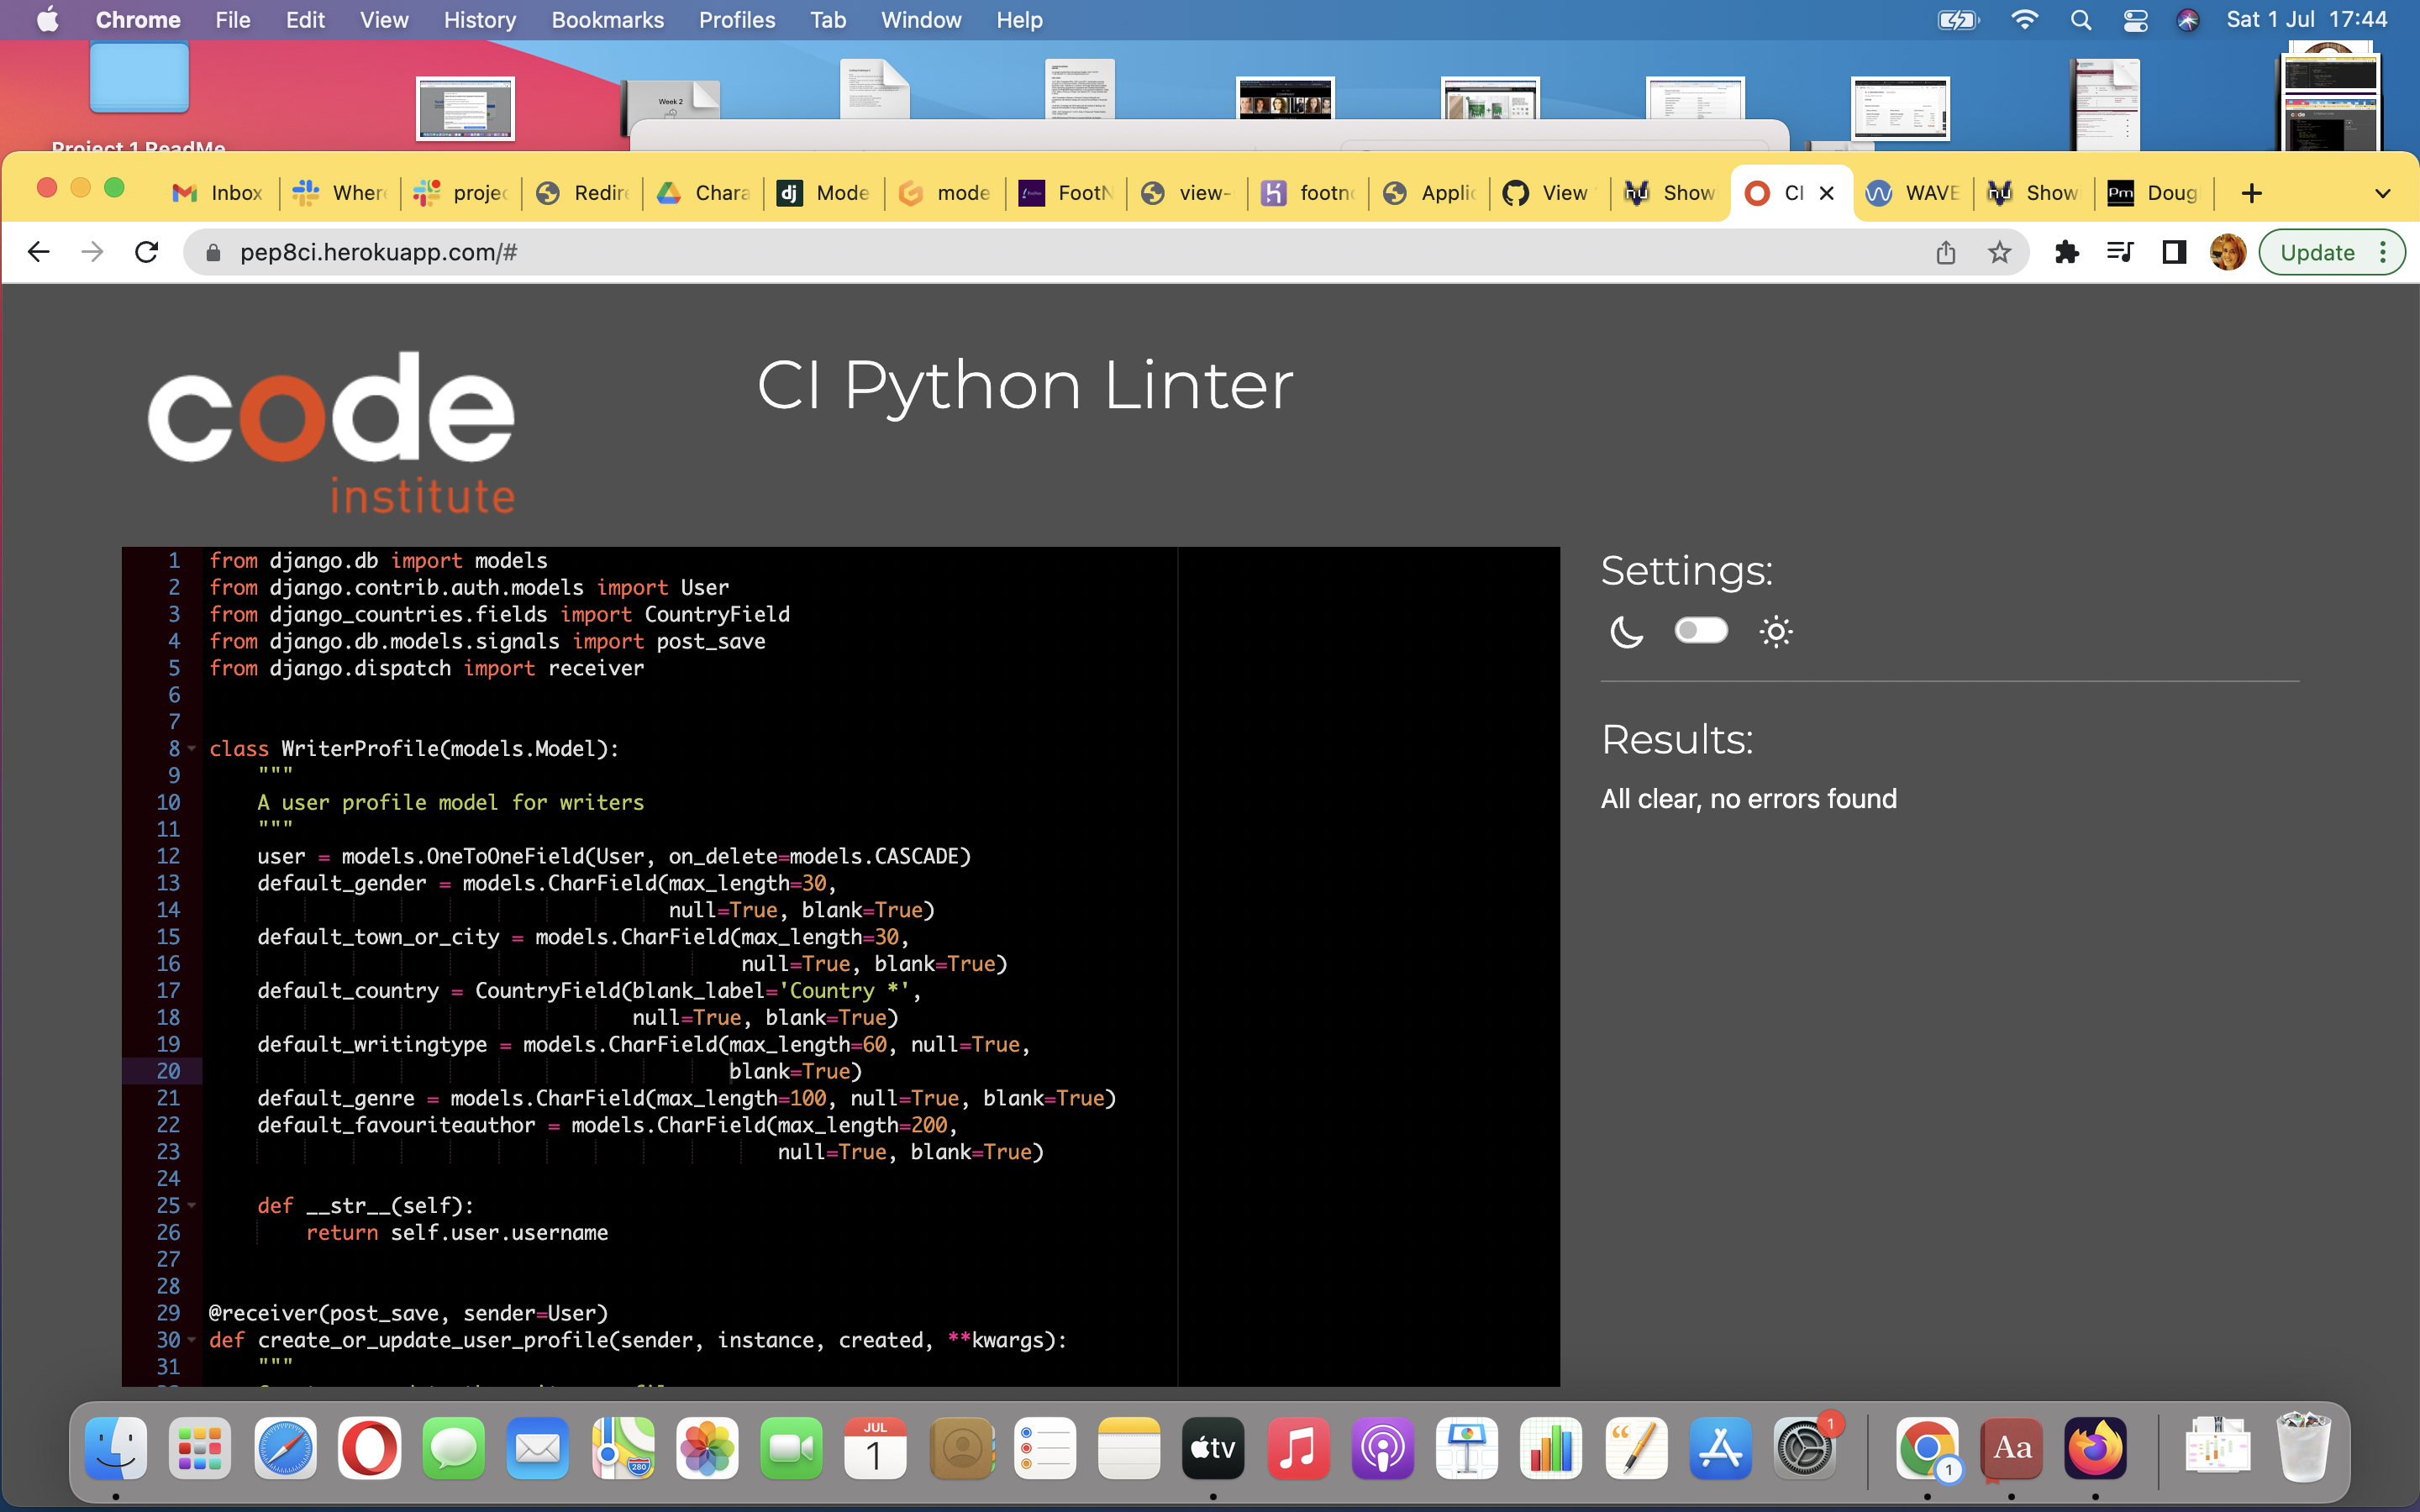 Chrome File Edit View History Bookmarks Profiles Tab Window Help Sat 1 Jul 17:44
Week 2
Project 1 ReadMe
Inbox Where projec Redire Chara dj Mode mode FootN view- footn Applic View Show CI WAVE Show Pm Doug
pep8ci.herokuapp.com/# Update
code
institute
CI Python Linter
1 from django.db import models
2 from django.contrib.auth.models import User
3 from django_countries.fields import CountryField
4 from django.db.models.signals import post_save
5 from django.dispatch import receiver
6
7
8 class WriterProfile(models.Model):
9 """
10 A user profile model for writers
11 """
12 user = models.OneToOneField(User, on_delete=models.CASCADE)
13 default_gender = models.CharField(max_length=30,
14 null=True, blank=True)
15 default_town_or_city = models.CharField(max_length=30,
16 null=True, blank=True)
17 default_country = CountryField(blank_label='Country *',
18 null=True, blank=True)
19 default_writingtype = models.CharField(max_length=60, null=True,
20 blank=True)
21 default_genre = models.CharField(max_length=100, null=True, blank=True)
22 default_favouriteauthor = models.CharField(max_length=200,
23 null=True, blank=True)
24
25 def __str__(self):
26 return self.user.username
27
28
29 @receiver(post_save, sender=User)
30 def create_or_update_user_profile(sender, instance, created, **kwargs):
31 """
Settings:
Results:
All clear, no errors found
JUL
1
280
tv
1
1
Aa